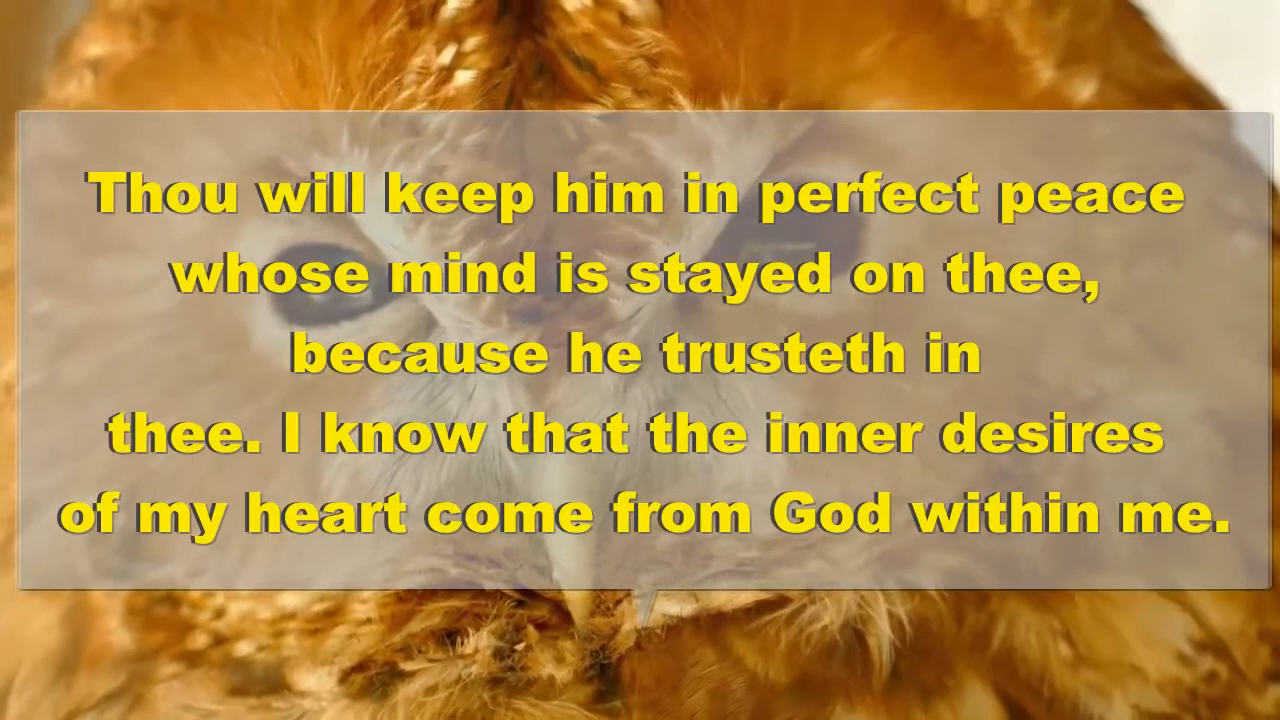 Thou will keep him in perfect peace
whose mind is stayed on thee,
because he trusteth in
thee. I know that the inner desires
of my heart come from God within me.